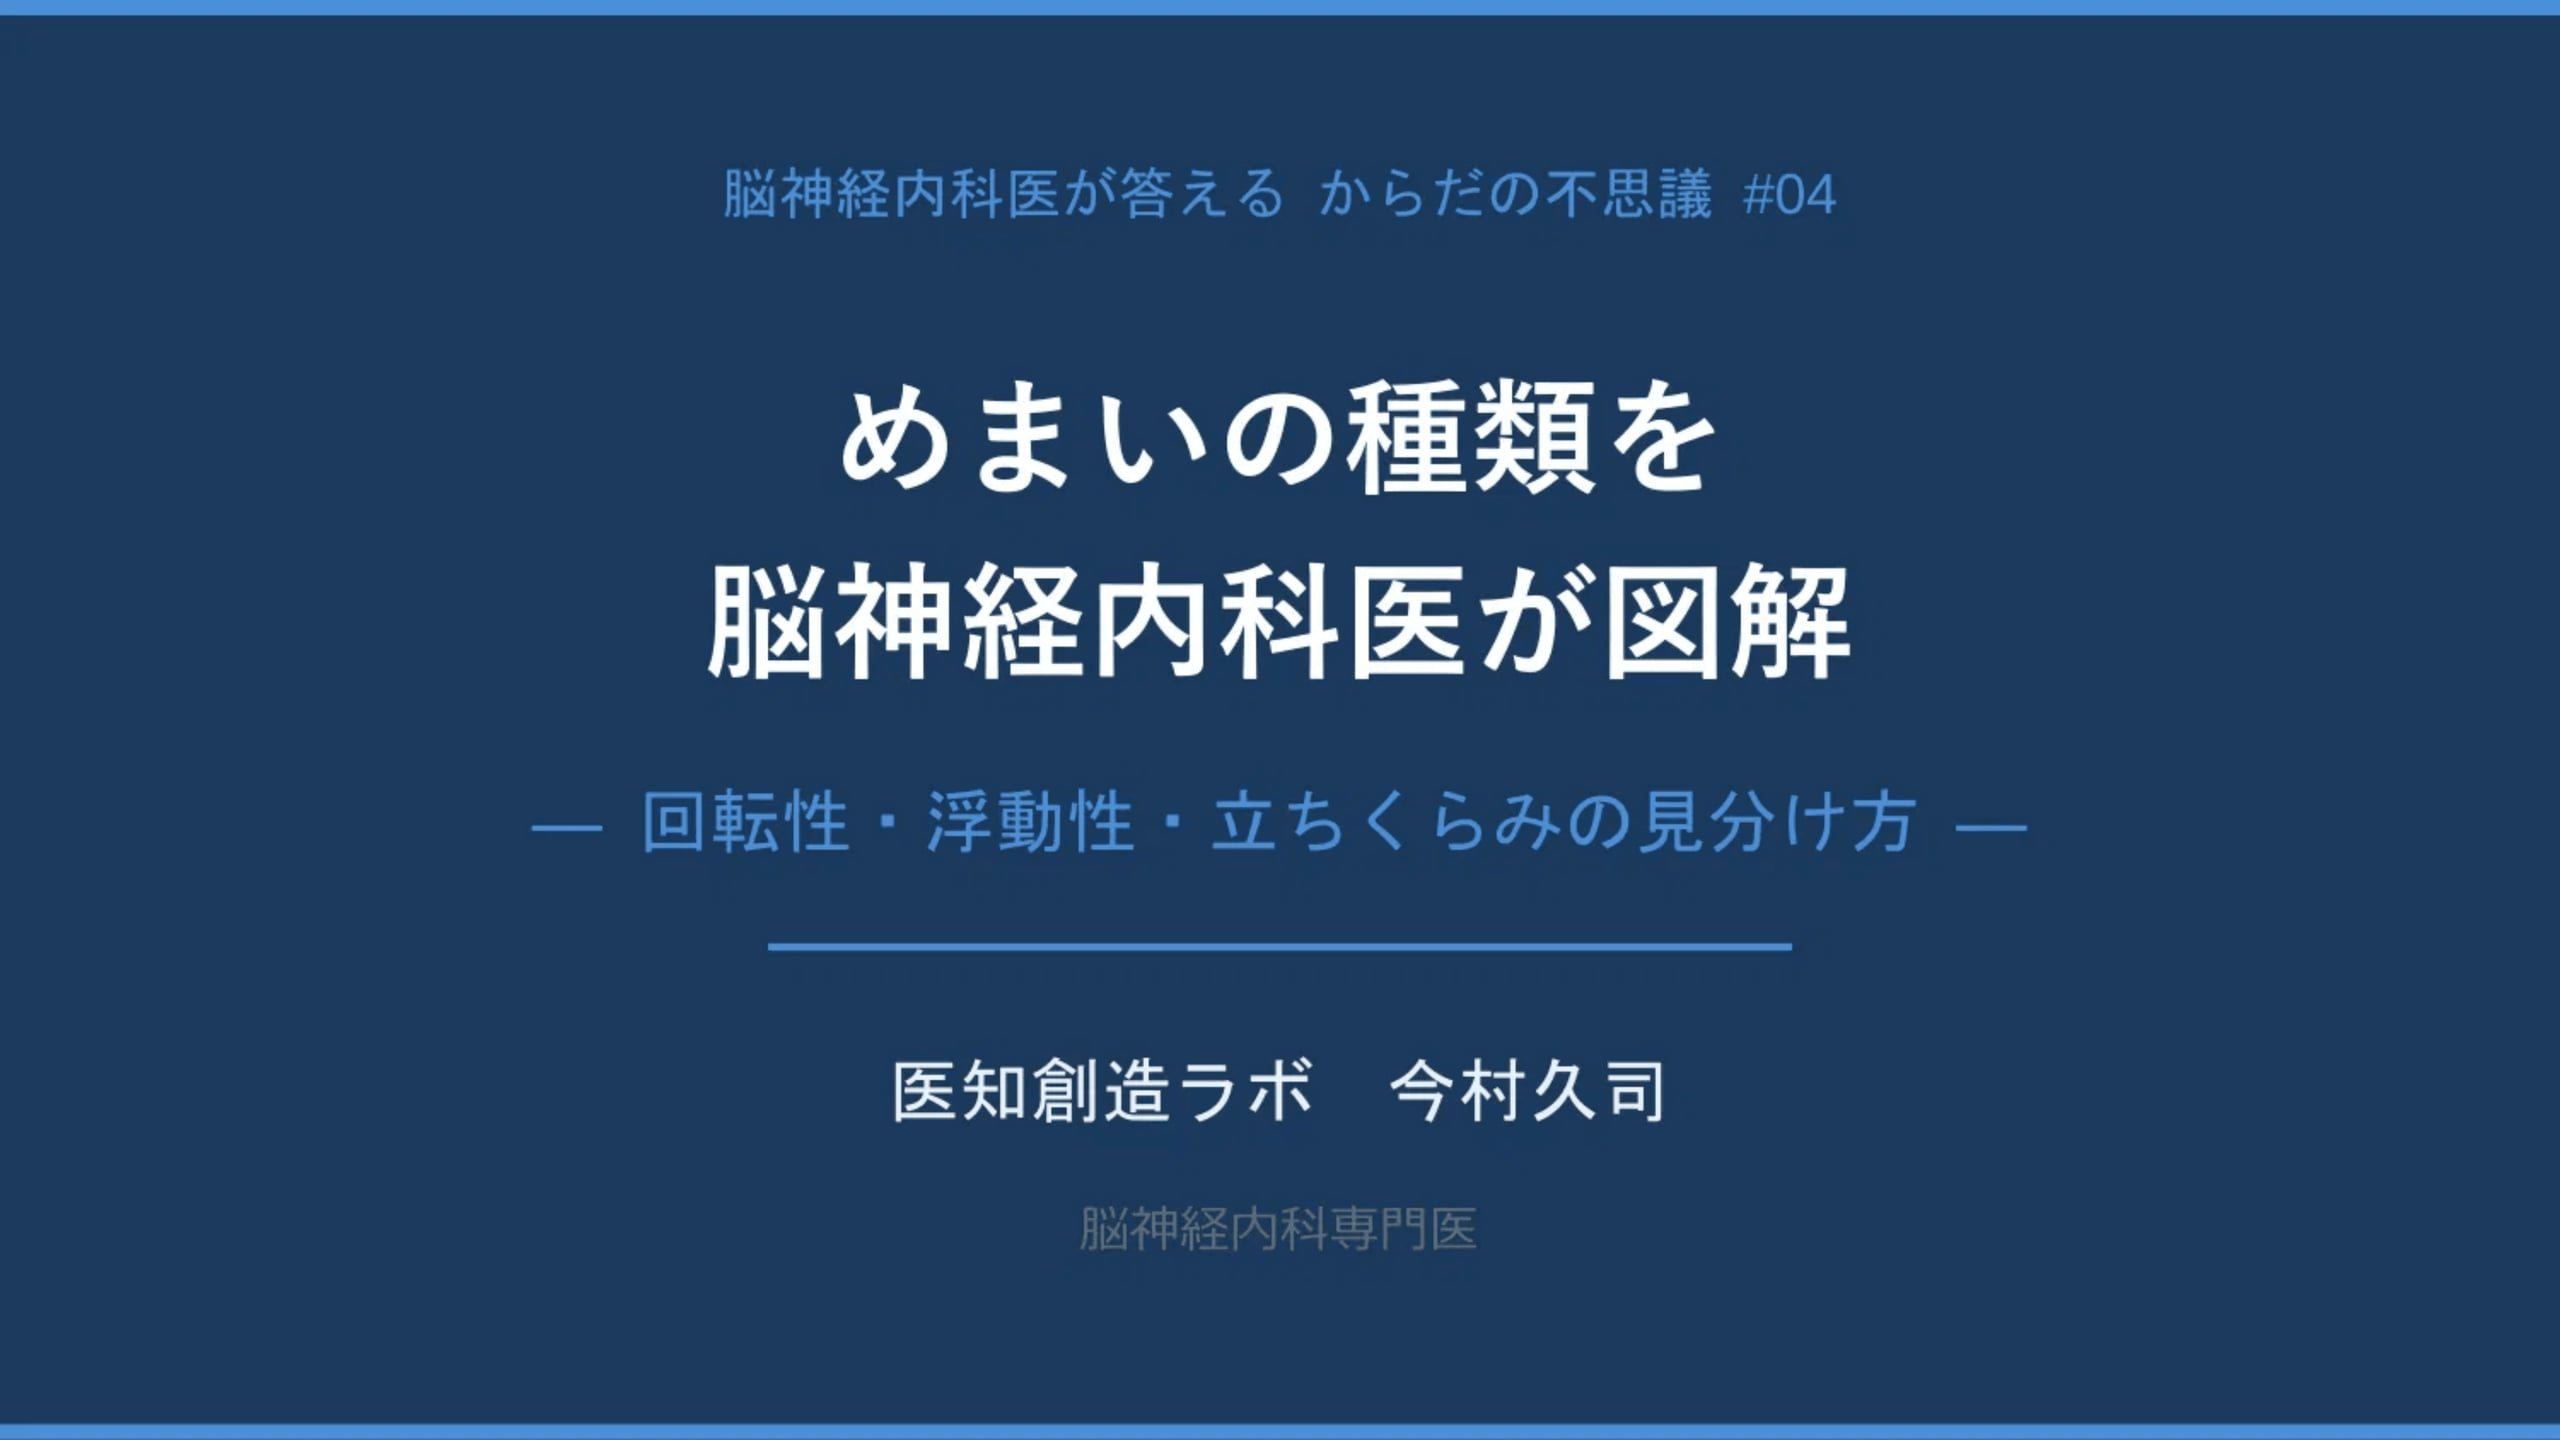 脳神経内科医が答える からだの不思議 #04
めまいの種類を
脳神経内科医が図解
― 回転性・浮動性・立ちくらみの見分け方 ―
医知創造ラボ　今村久司
脳神経内科専門医